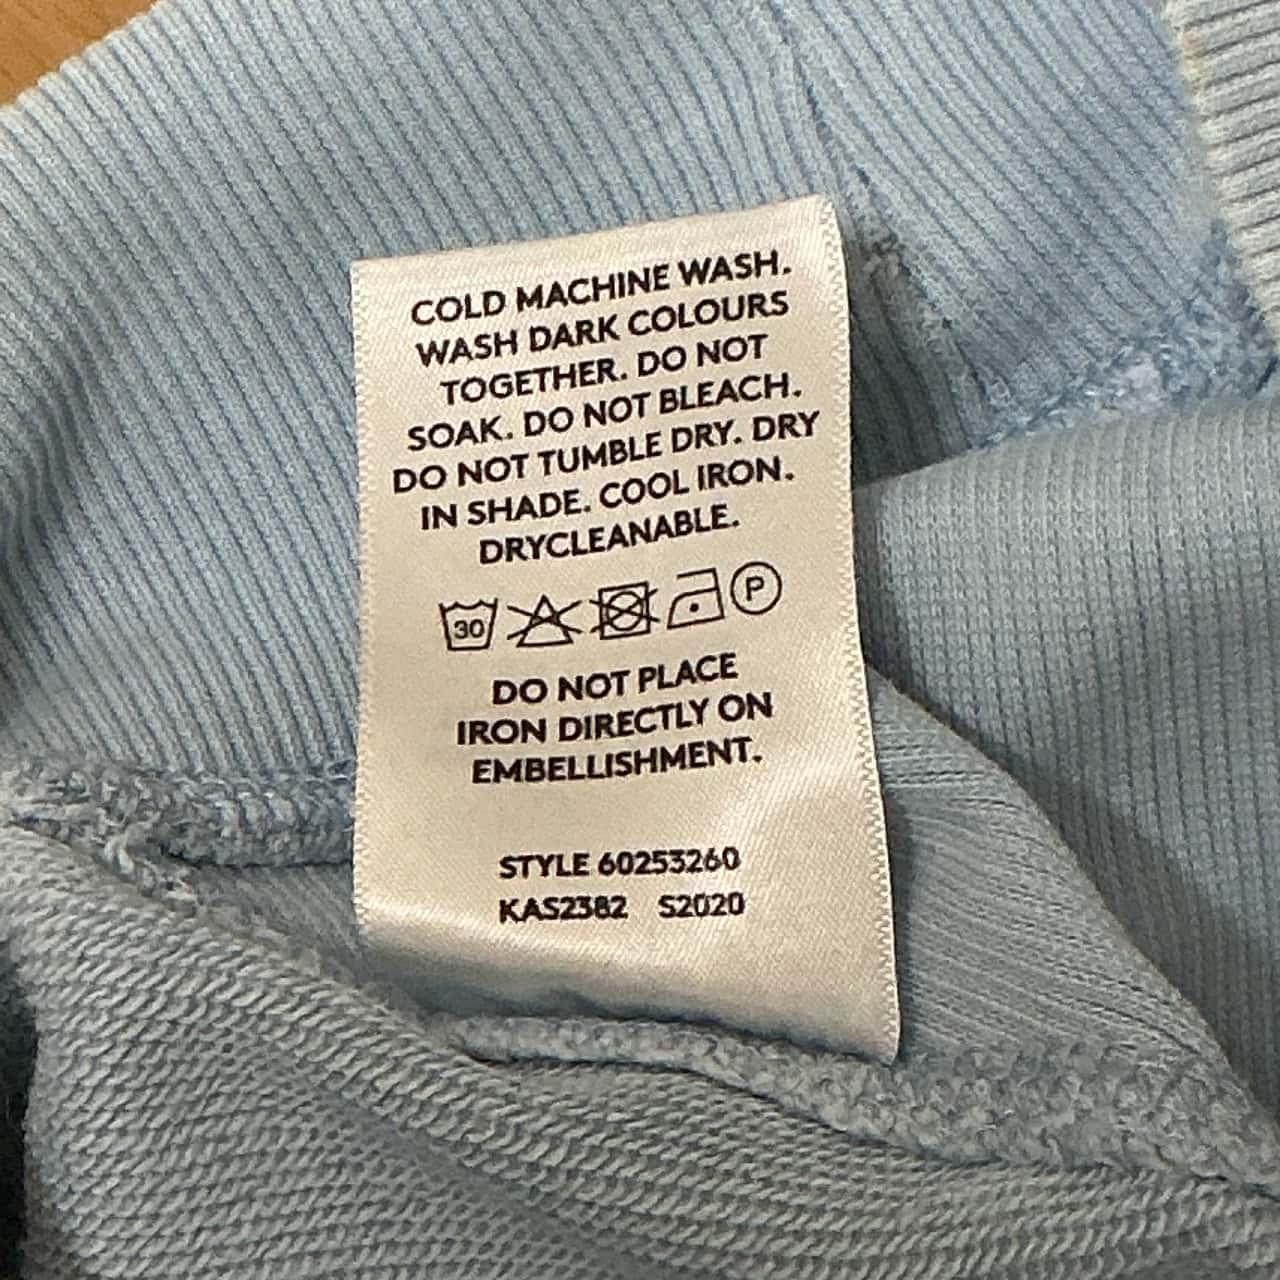 COLD MACHINE WASH.
WASH DARK COLOURS
TOGETHER. DO NOT
SOAK. DO NOT BLEACH.
DO NOT TUMBLE DRY. DRY
IN SHADE. COOL IRON.
DRYCLEANABLE.
30 P
DO NOT PLACE
IRON DIRECTLY ON
EMBELLISHMENT.
STYLE 60253260
KAS2382 S2020